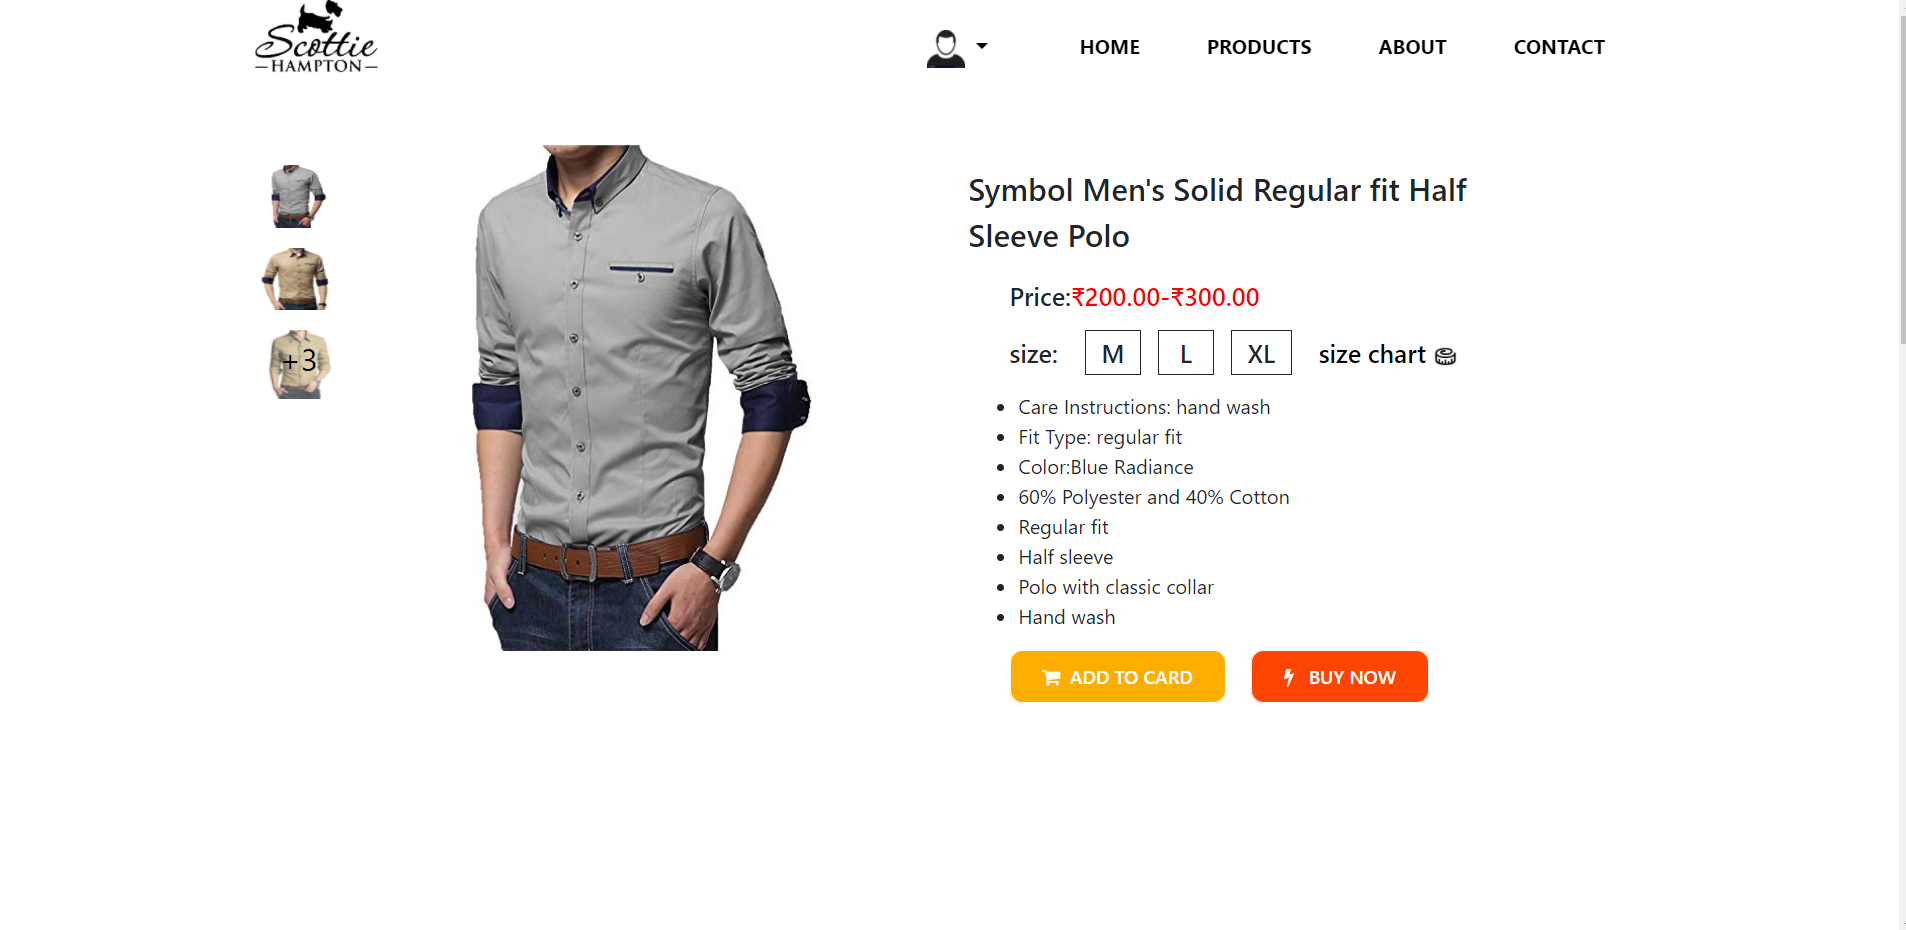 Scottie
HAMPTON
HOME PRODUCTS ABOUT CONTACT
+3
Symbol Men's Solid Regular fit Half
Sleeve Polo
Price:₹200.00-₹300.00
size: M L XL size chart
Care Instructions: hand wash
Fit Type: regular fit
Color:Blue Radiance
60% Polyester and 40% Cotton
Regular fit
Half sleeve
Polo with classic collar
Hand wash
ADD TO CARD BUY NOW